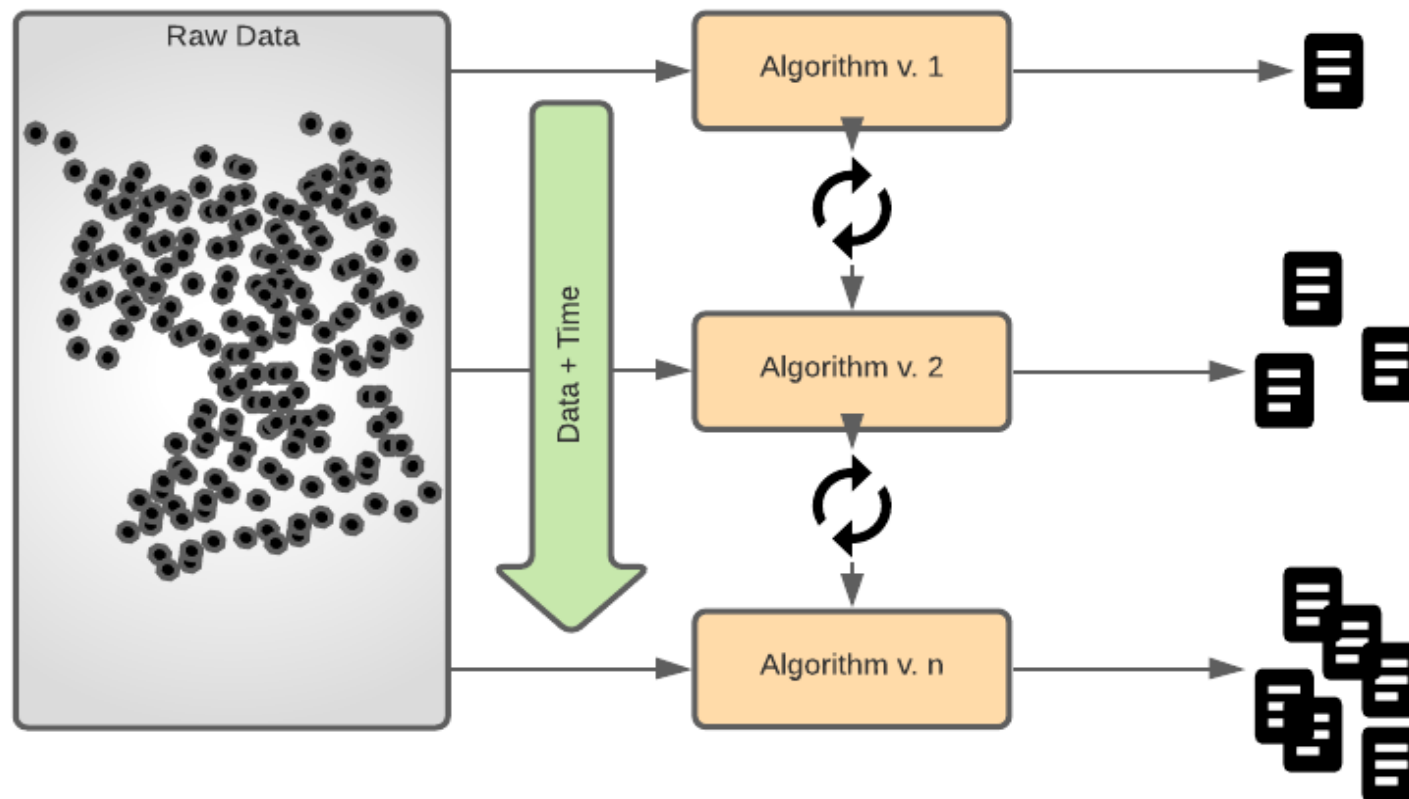 Raw Data
Algorithm v. 1
Data + Time
Algorithm v. 2
Algorithm v. n